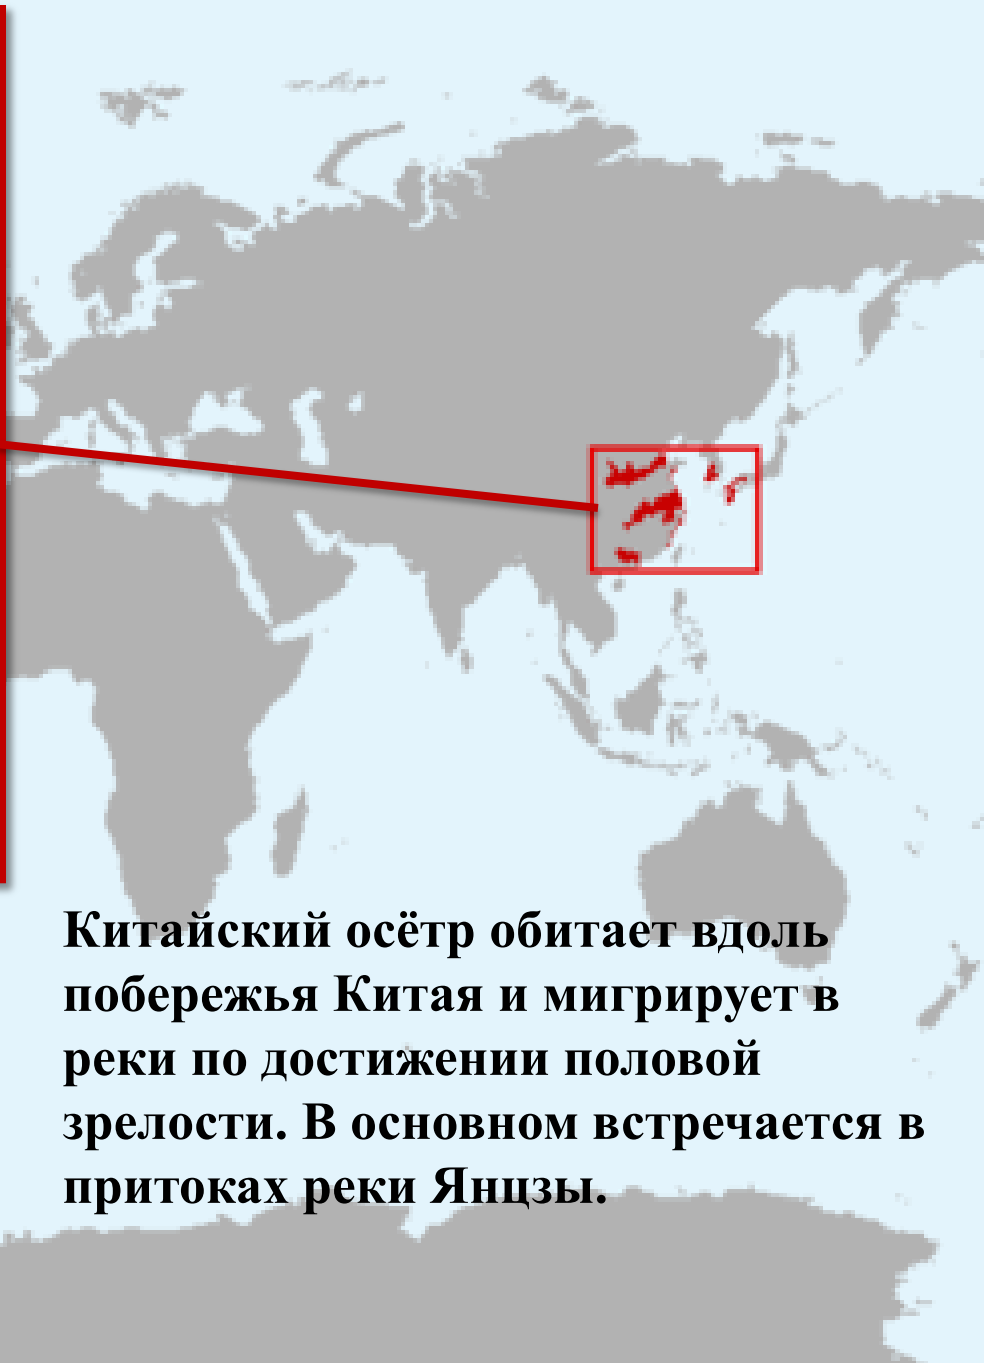 Китайский осётр обитает вдоль
побережья Китая и мигрирует в
реки по достижении половой
зрелости. В основном встречается в
притоках реки Янцзы.